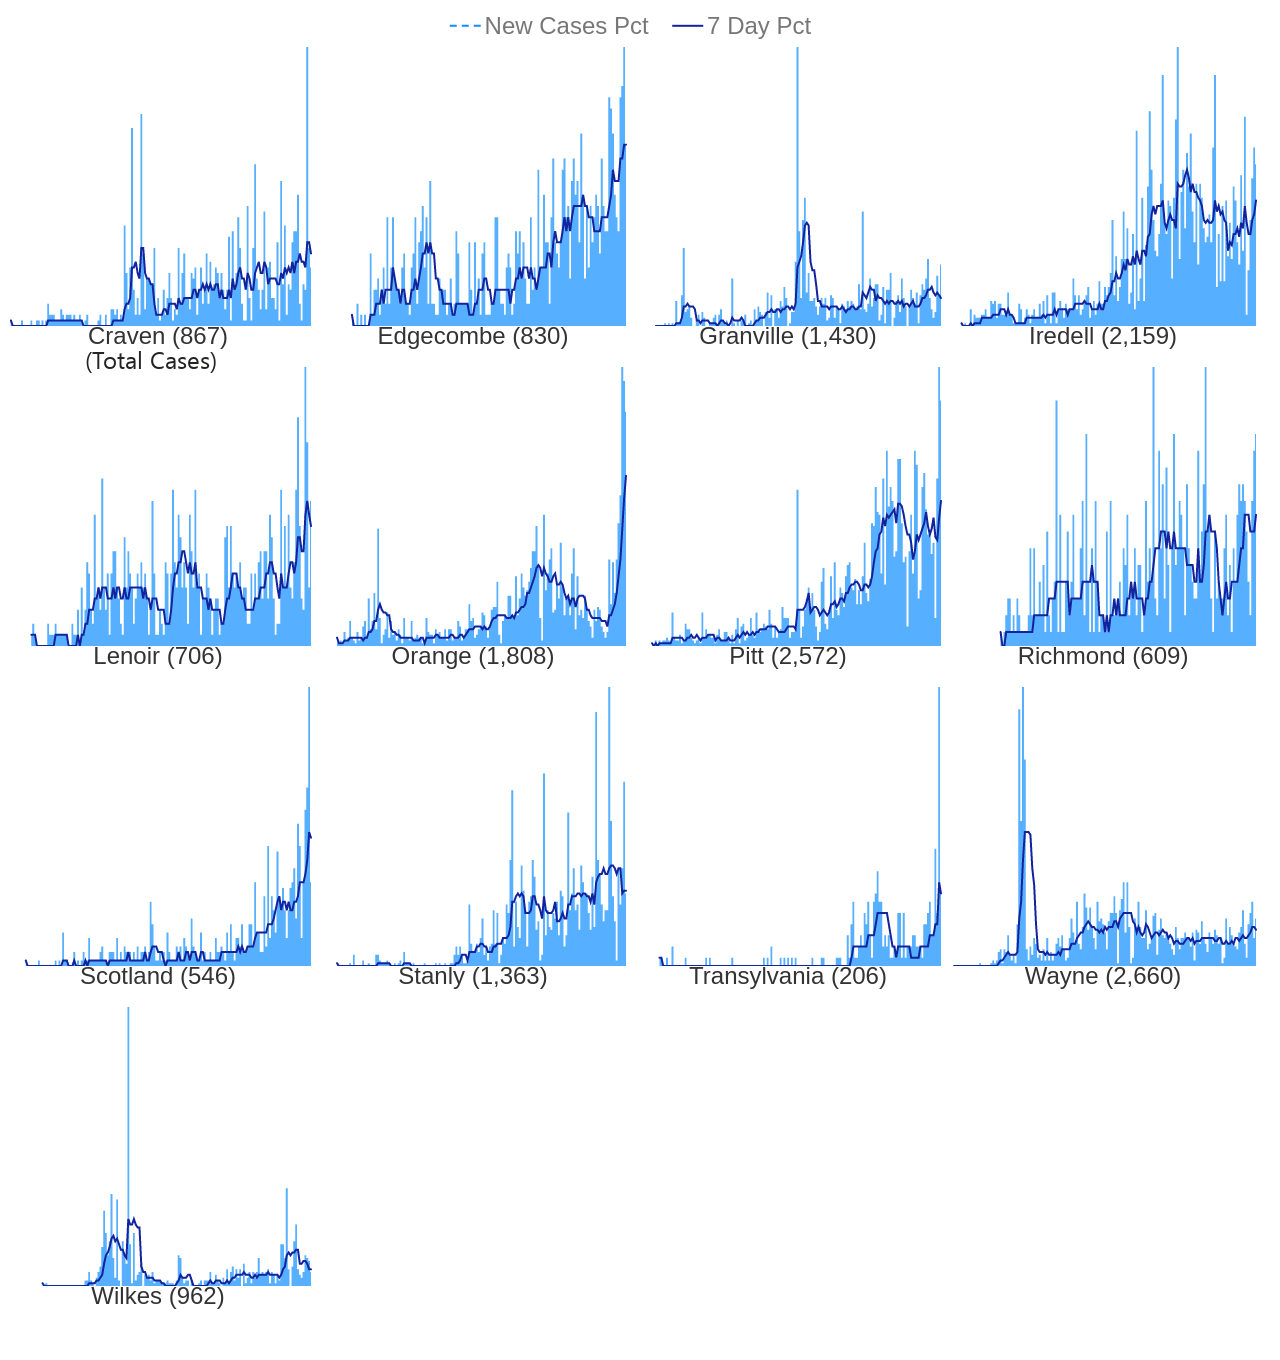 New Cases Pct 7 Day Pct
Craven (867) Edgecombe (830) Granville (1,430) Iredell (2,159)
(Total Cases)
Lenoir (706) Orange (1,808) Pitt (2,572) Richmond (609)
Scotland (546) Stanly (1,363) Transylvania (206) Wayne (2,660)
Wilkes (962)